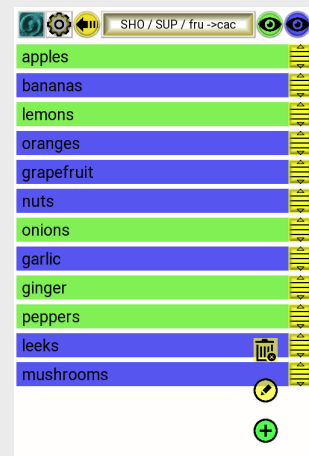 SHO / SUP / fru ->cac
apples
bananas
lemons
oranges
grapefruit
nuts
onions
garlic
ginger
peppers
leeks
mushrooms